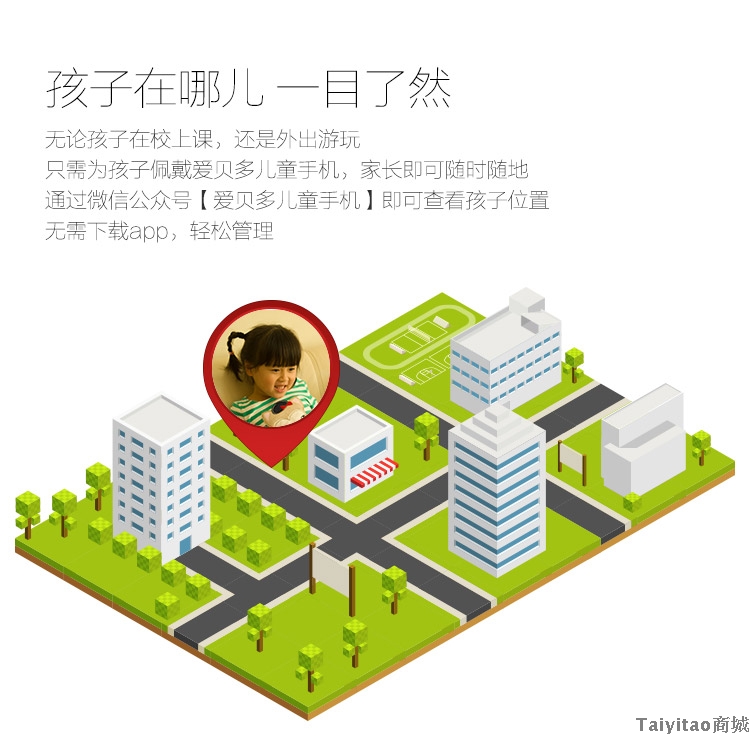 孩子在哪儿 一目了然
无论孩子在校上课，还是外出游玩
只需为孩子佩戴爱贝多儿童手机，家长即可随时随地
通过微信公众号【爱贝多儿童手机】即可查看孩子位置
无需下载app，轻松管理
Taiyitao商城